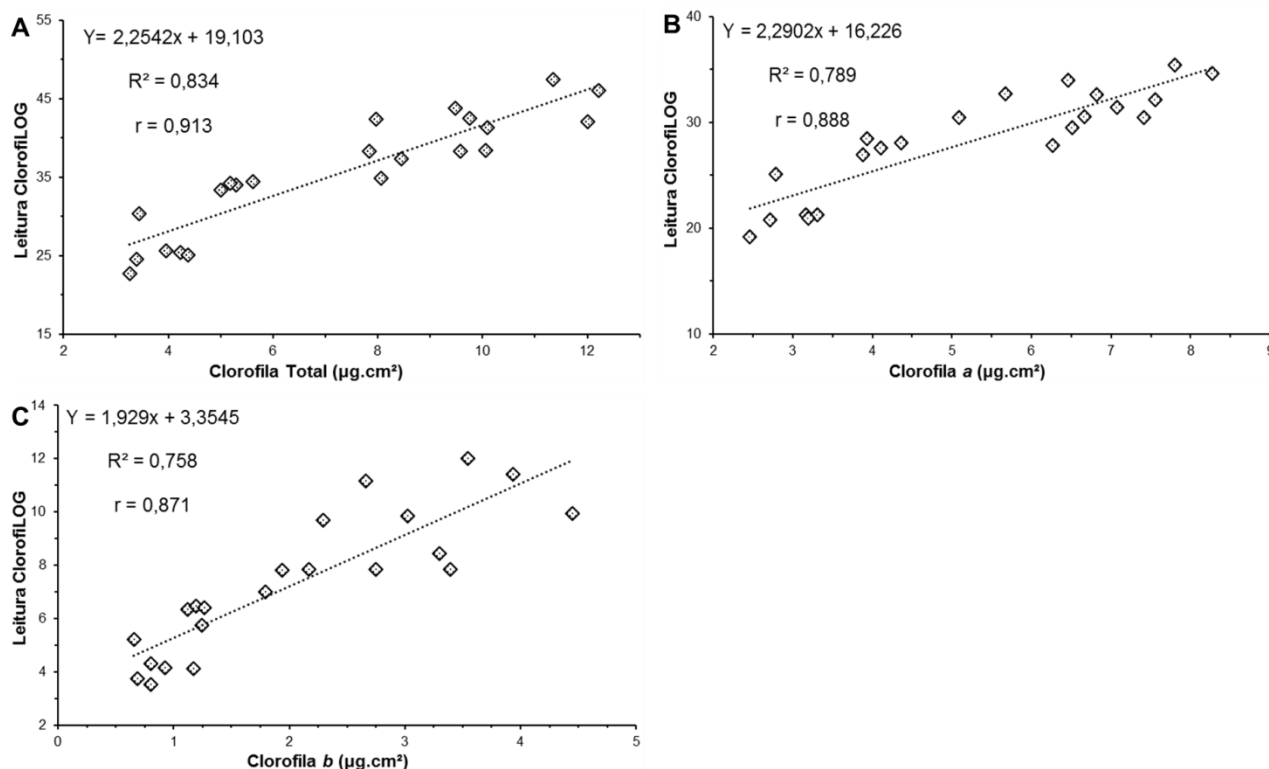 A
Y= 2,2542x + 19,103
R² = 0,834
r = 0,913
Leitura ClorofiLOG
55
45
35
25
15
2
4
6
8
10
12
Clorofila Total (µg.cm²)
B
Y = 2,2902x + 16,226
R² = 0,789
r = 0,888
Leitura ClorofiLOG
40
30
20
10
2
3
4
5
6
7
8
9
Clorofila a (µg.cm²)
C
Y = 1,929x + 3,3545
R² = 0,758
r = 0,871
Leitura ClorofiLOG
14
12
10
8
6
4
2
0
1
2
3
4
5
Clorofila b (µg.cm²)